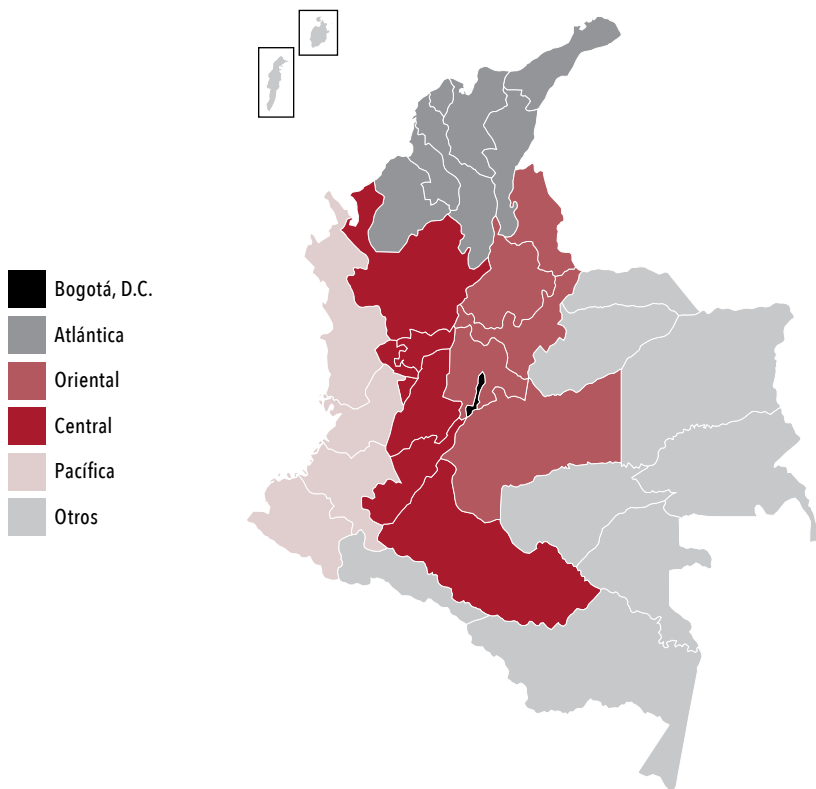 Bogotá, D.C.
Atlántica
Oriental
Central
Pacífica
Otros